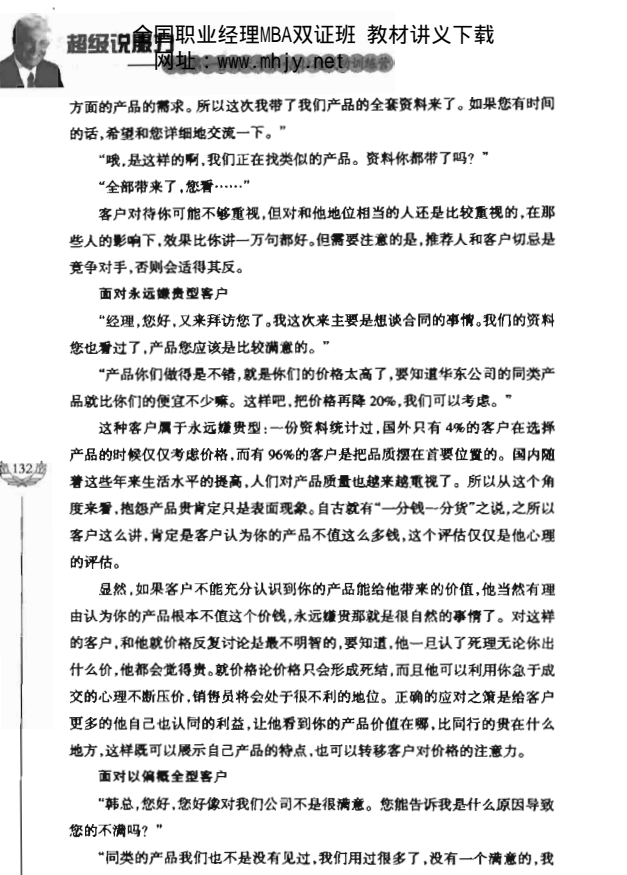 全国职业经理MBA双证班 教材讲义下载
超级说服力
网址：www.mhjy.net
训练营
方面的产品的需求。所以这次我带了我们产品的全套资料来了。如果您有时间
的话,希望和您详细地交流一下。”
“哦,是这样的啊,我们正在找类似的产品。资料你都带了吗？”
“全部带来了,您看……”
客户对待你可能不够重视,但对和他地位相当的人还是比较重视的,在那
些人的影响下,效果比你讲一万句都好。但需要注意的是,推荐人和客户切忌是
竞争对手,否则会适得其反。
面对永远嫌贵型客户
“经理,您好,又来拜访您了。我这次来主要是想谈合同的事情。我们的资料
您也看过了,产品您应该是比较满意的。”
“产品你们做得是不错,就是你们的价格太高了,要知道华东公司的同类产
品就比你们的便宜不少嘛。这样吧,把价格再降20%,我们可以考虑。”
这种客户属于永远嫌贵型:一份资料统计过,国外只有4%的客户在选择
产品的时候仅仅考虑价格,而有96%的客户是把品质摆在首要位置的。国内随
着这些年来生活水平的提高,人们对产品质量也越来越重视了。所以从这个角
度来看,抱怨产品贵肯定只是表面现象。自古就有“一分钱一分货”之说,之所以
客户这么讲,肯定是客户认为你的产品不值这么多钱,这个评估仅仅是他心理
的评估。
显然,如果客户不能充分认识到你的产品能给他带来的价值,他当然有理
由认为你的产品根本不值这个价钱,永远嫌贵那就是很自然的事情了。对这样
的客户,和他就价格反复讨论是最不明智的,要知道,他一旦认了死理无论你出
什么价,他都会觉得贵。就价格论价格只会形成死结,而且他可以利用你急于成
交的心理不断压价,销售员将会处于很不利的地位。正确的应对之策是给客户
更多的他自己也认同的利益,让他看到你的产品价值在哪,比同行的贵在什么
地方,这样既可以展示自己产品的特点,也可以转移客户对价格的注意力。
面对以偏概全型客户
“韩总,您好,您好像对我们公司不是很满意。您能告诉我是什么原因导致
您的不满吗？”
“同类的产品我们也不是没有见过,我们用过很多了,没有一个满意的,我
132